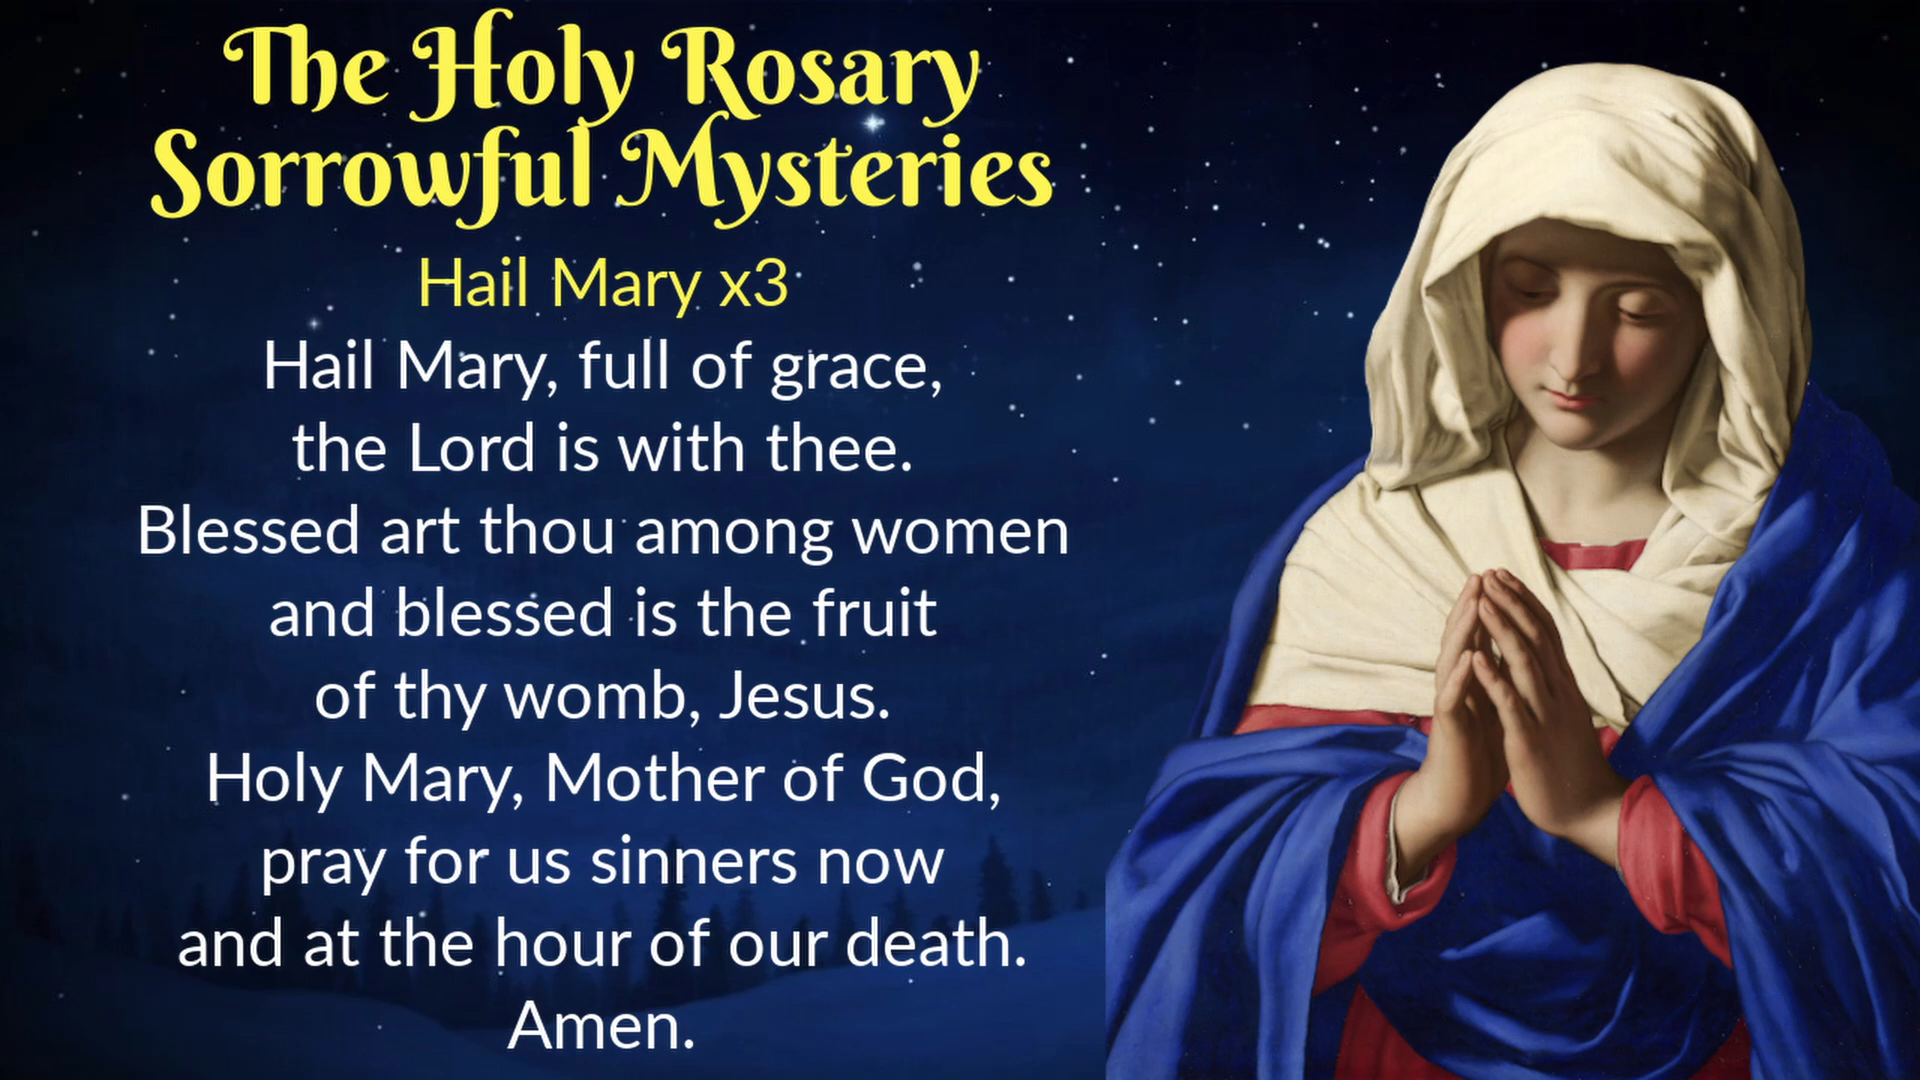 The Holy Rosary
Sorrowful Mysteries
Hail Mary x3
Hail Mary, full of grace,
the Lord is with thee.
Blessed art thou among women
and blessed is the fruit
of thy womb, Jesus.
Holy Mary, Mother of God,
pray for us sinners now
and at the hour of our death.
Amen.